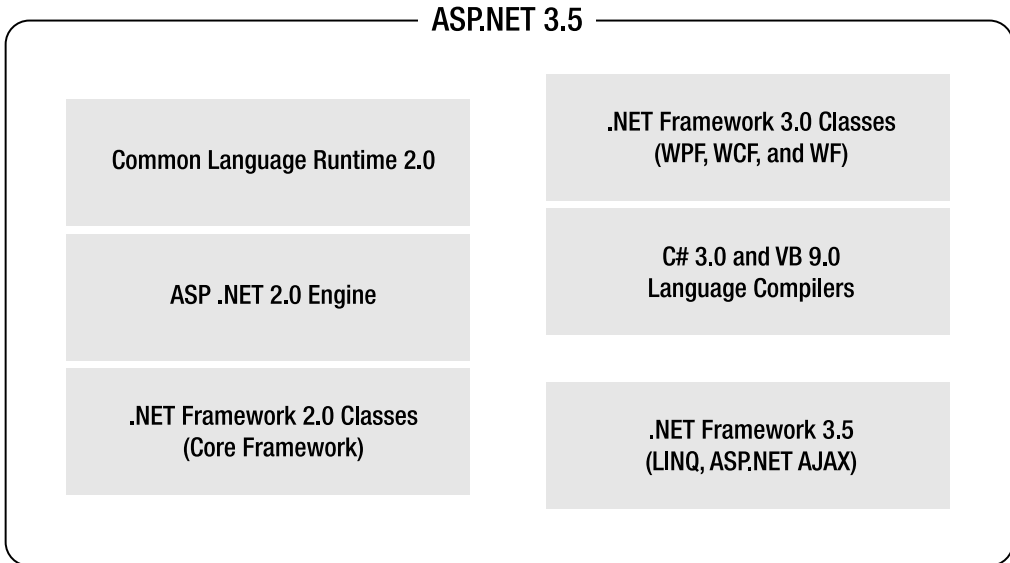 ASP.NET 3.5
Common Language Runtime 2.0
ASP .NET 2.0 Engine
.NET Framework 2.0 Classes
(Core Framework)
.NET Framework 3.0 Classes
(WPF, WCF, and WF)
C# 3.0 and VB 9.0
Language Compilers
.NET Framework 3.5
(LINQ, ASP.NET AJAX)